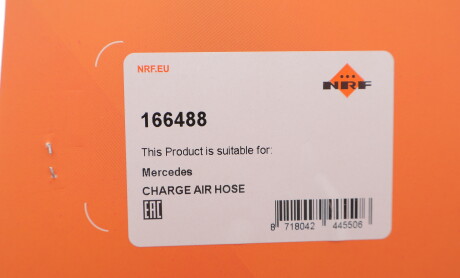 NRF.EU
NRF
166488
This Product is suitable for:
Mercedes
CHARGE AIR HOSE
EAC
8 718042 445506